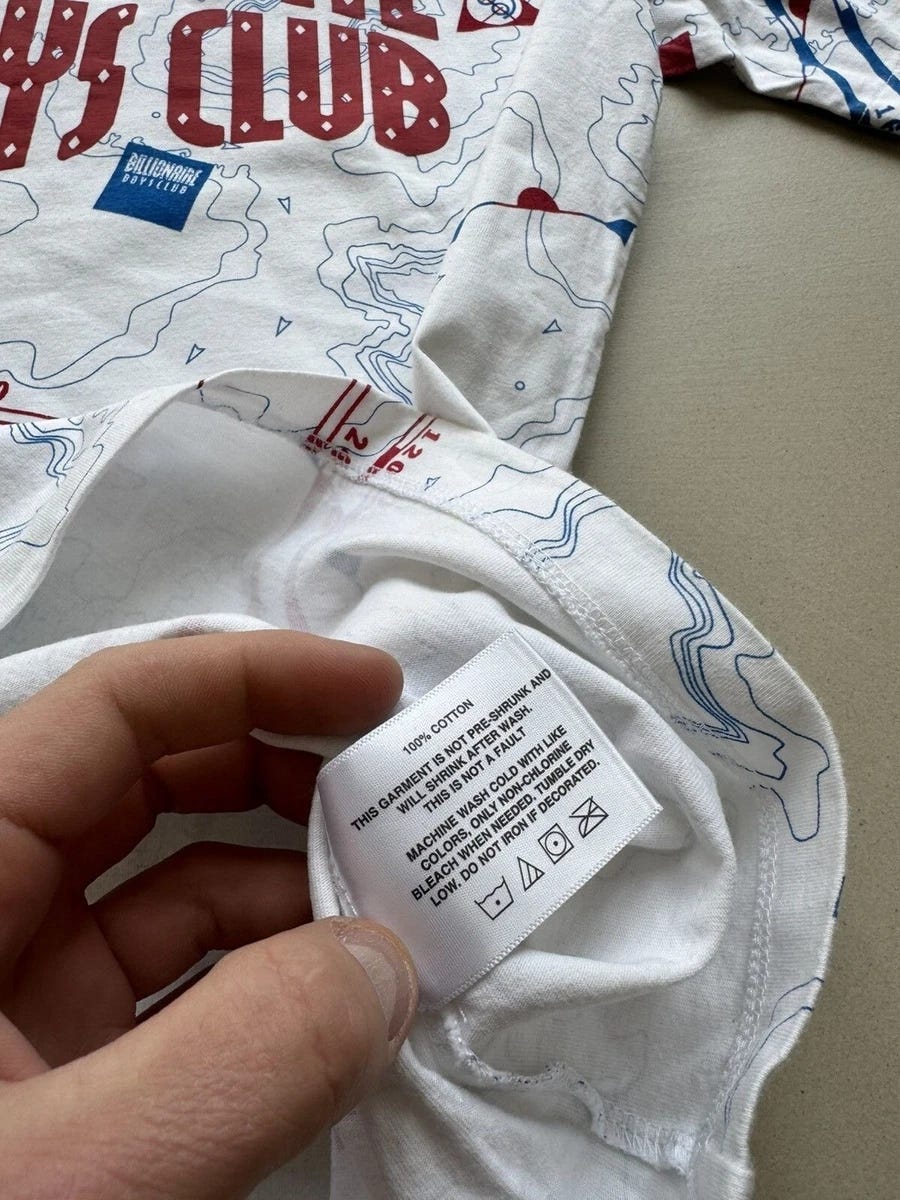 YS CLUB
BILLIONAIRE
BOYS CLUB
100% COTTON
THIS GARMENT IS NOT PRE-SHRUNK AND
WILL SHRINK AFTER WASH.
THIS IS NOT A FAULT
MACHINE WASH COLD WITH LIKE
COLORS, ONLY NON-CHLORINE
BLEACH WHEN NEEDED. TUMBLE DRY
LOW. DO NOT IRON IF DECORATED.